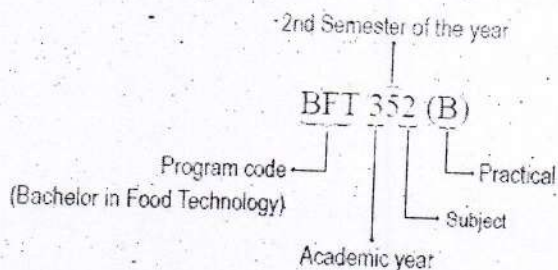 2nd Semester of the year
BFT 352 (B)
Program code
(Bachelor in Food Technology)
Practical
Subject
Academic year